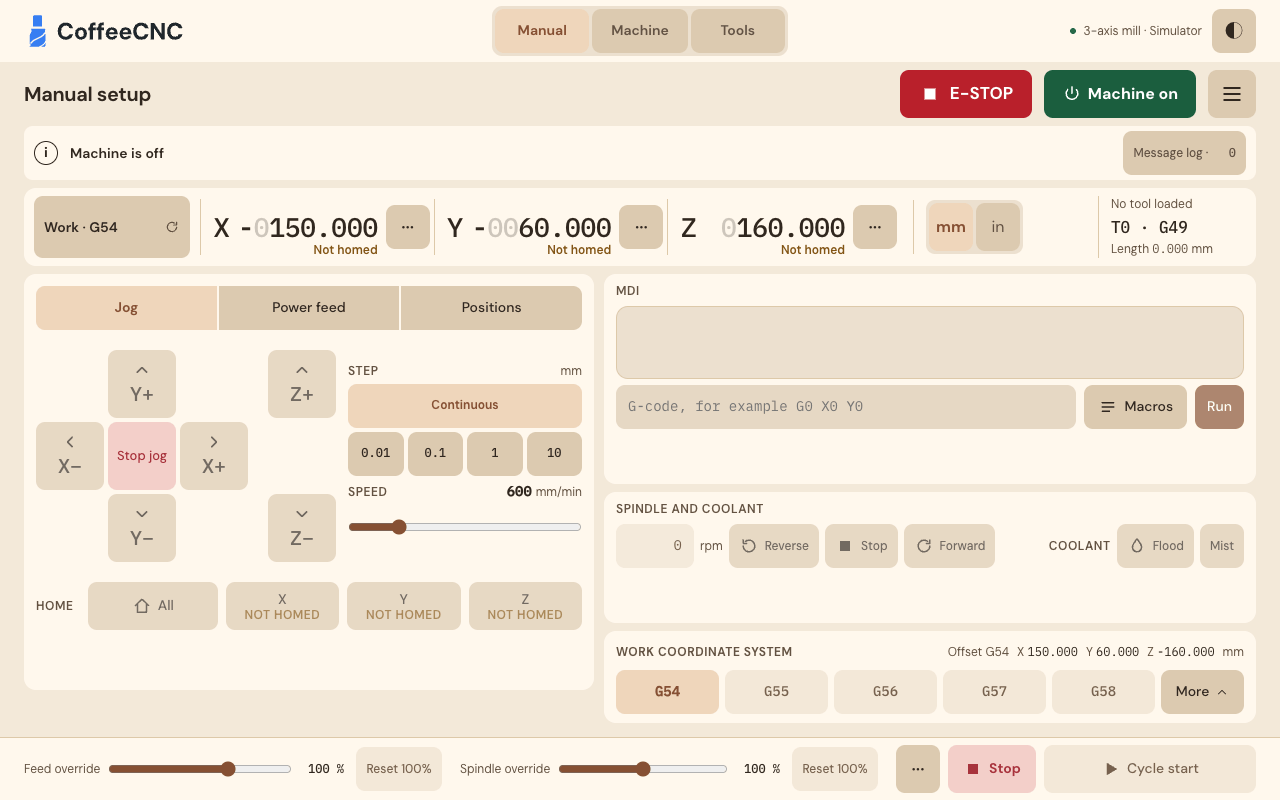 CoffeeCNC
Manual
Machine
Tools
3-axis mill · Simulator
Manual setup
E-STOP
Machine on
i
Machine is off
Message log · 0
Work · G54
X -0150.000
Not homed
...
Y -0060.000
Not homed
...
Z 0160.000
Not homed
...
mm
in
No tool loaded
T0 · G49
Length 0.000 mm
Jog
Power feed
Positions
Y+
Z+
X−
Stop jog
X+
Y−
Z−
STEP mm
Continuous
0.01
0.1
1
10
SPEED 600 mm/min
HOME
All
X
NOT HOMED
Y
NOT HOMED
Z
NOT HOMED
MDI
G-code, for example G0 X0 Y0
Macros
Run
SPINDLE AND COOLANT
0 rpm
Reverse
Stop
Forward
COOLANT
Flood
Mist
WORK COORDINATE SYSTEM
Offset G54 X 150.000 Y 60.000 Z -160.000 mm
G54
G55
G56
G57
G58
More
Feed override
100 %
Reset 100%
Spindle override
100 %
Reset 100%
...
Stop
Cycle start